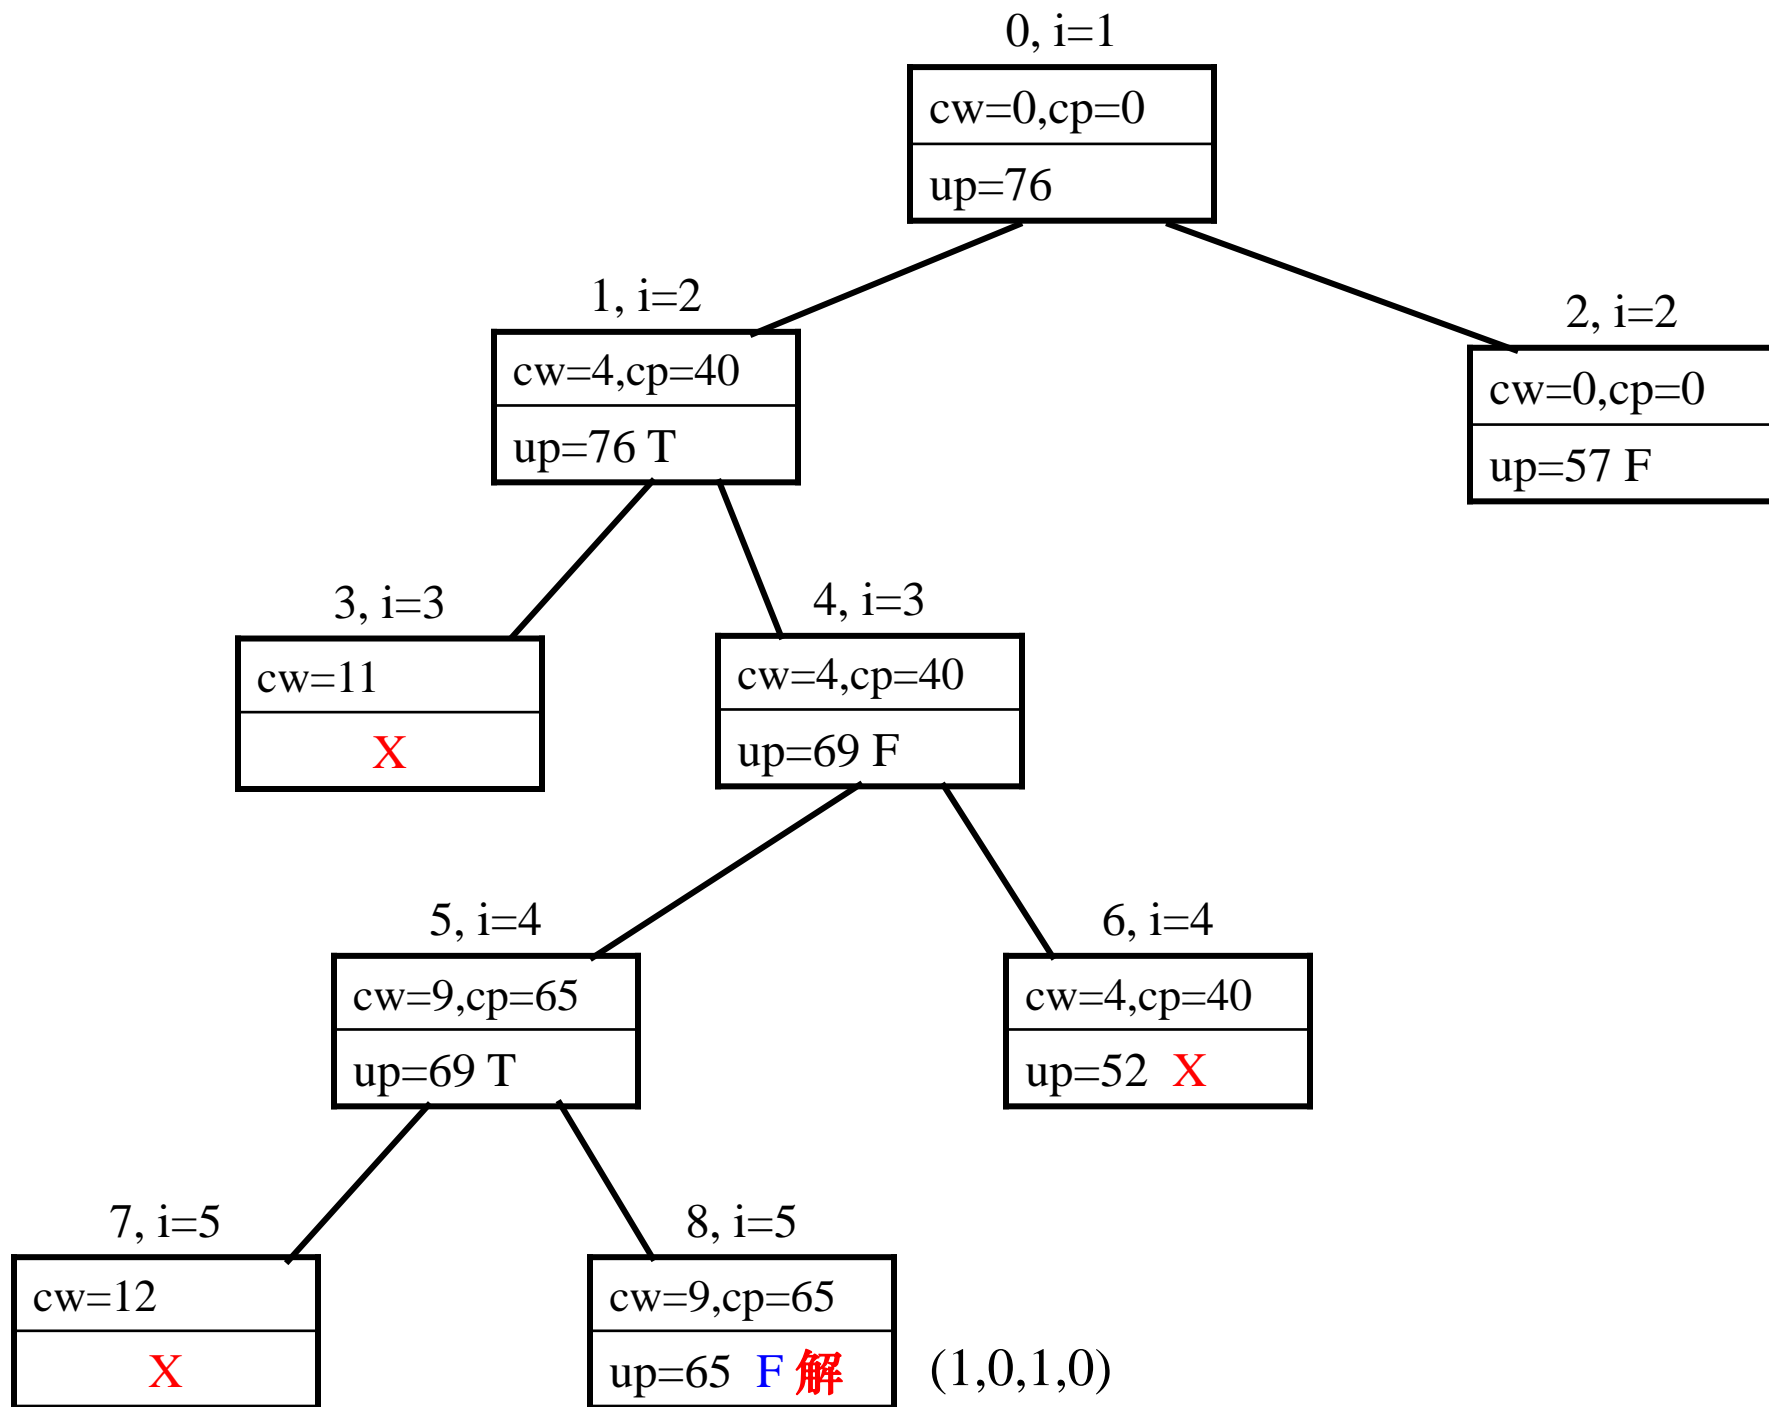 0, i=1
cw=0,cp=0
up=76
1, i=2
cw=4,cp=40
up=76 T
2, i=2
cw=0,cp=0
up=57 F
3, i=3
cw=11
X
4, i=3
cw=4,cp=40
up=69 F
5, i=4
cw=9,cp=65
up=69 T
6, i=4
cw=4,cp=40
up=52 X
7, i=5
cw=12
X
8, i=5
cw=9,cp=65
up=65 F 解
(1,0,1,0)